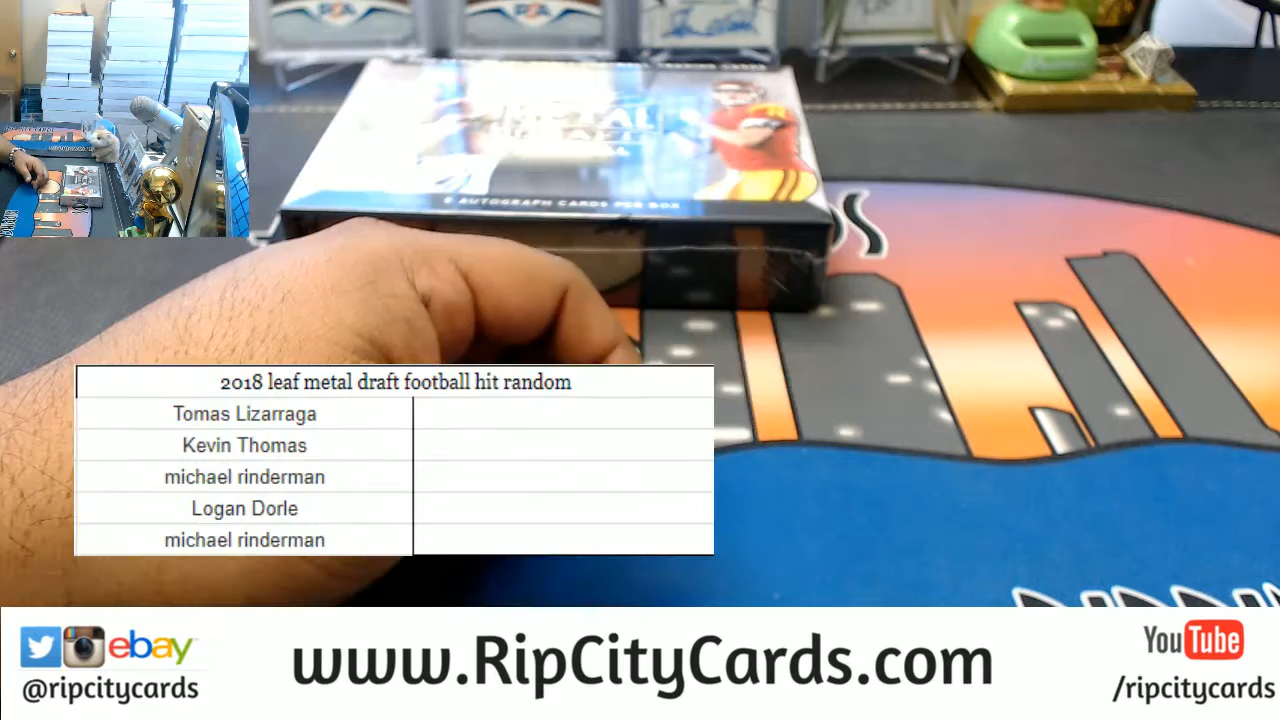 METAL
5 AUTOGRAPH CARDS PER BOX
2018 leaf metal draft football hit random
Tomas Lizarraga
Kevin Thomas
michael rinderman
Logan Dorle
michael rinderman
ebay
@ripcitycards
www.RipCityCards.com
YouTube
/ripcitycards